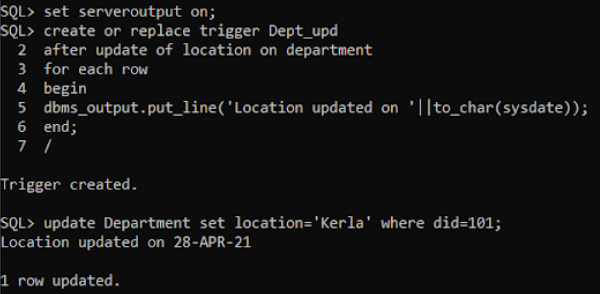 SQL> set serveroutput on;
SQL> create or replace trigger Dept_upd
2 after update of location on department
3 for each row
4 begin
5 dbms_output.put_line('Location updated on '||to_char(sysdate));
6 end;
7 /
Trigger created.
SQL> update Department set location='Kerla' where did=101;
Location updated on 28-APR-21
1 row updated.